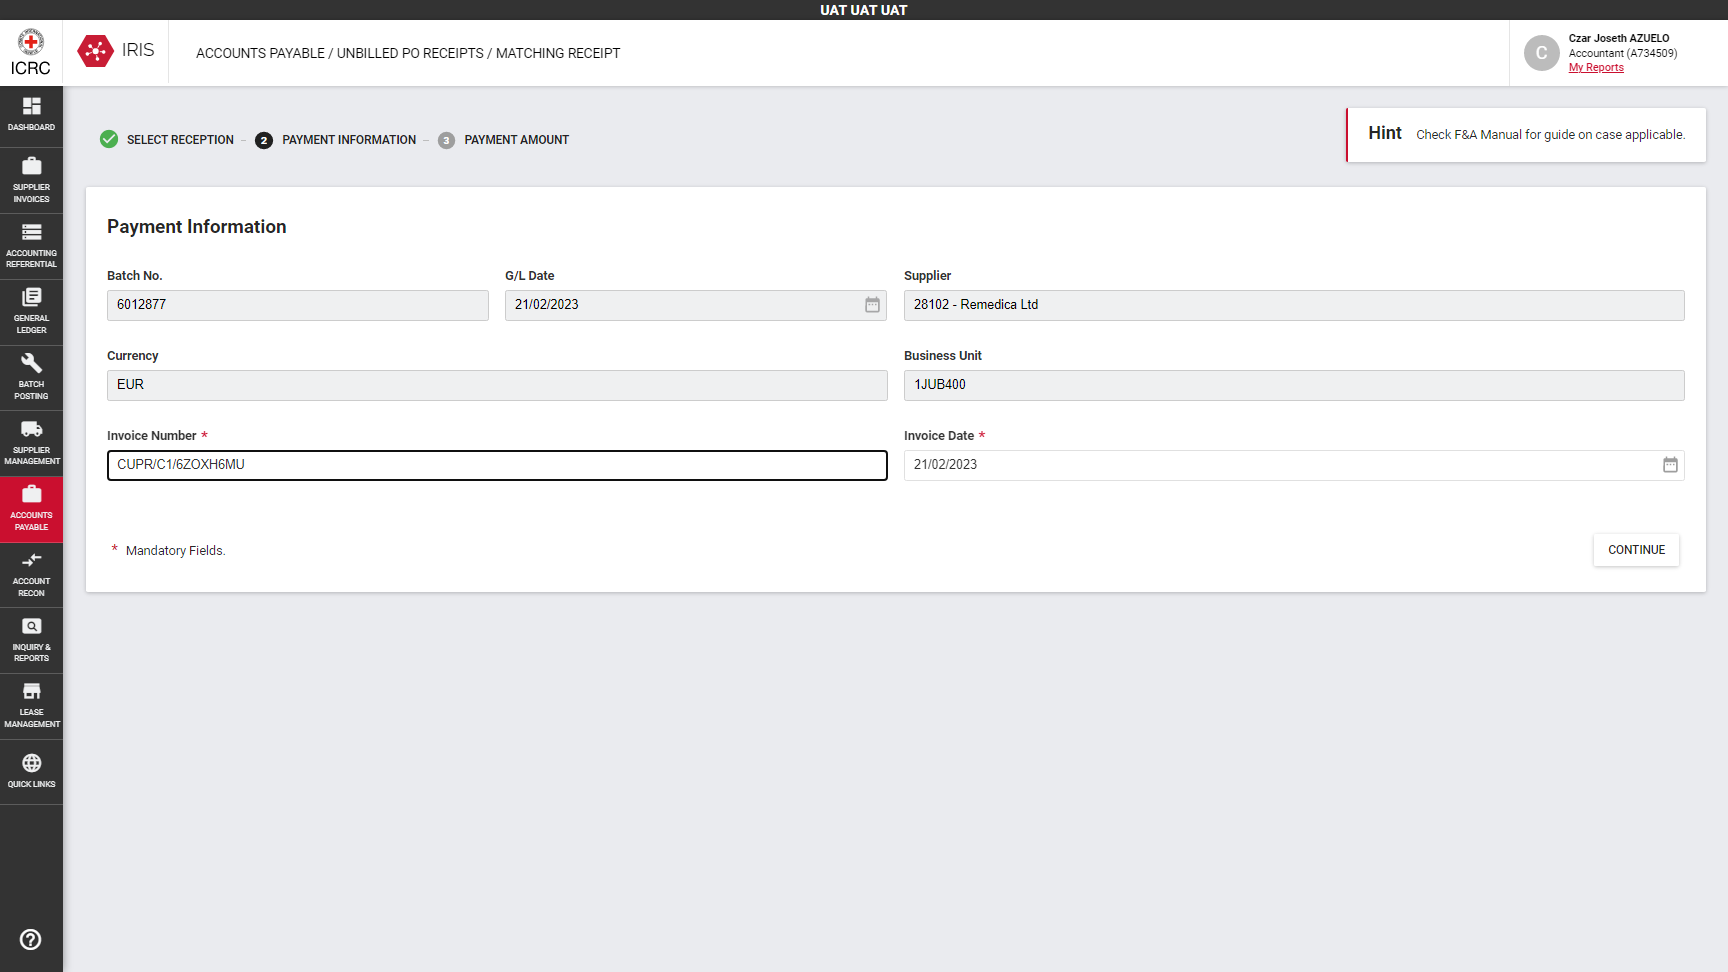 UAT UAT UAT
ICRC
IRIS
ACCOUNTS PAYABLE / UNBILLED PO RECEIPTS / MATCHING RECEIPT
C
Czar Joseth AZUELO
Accountant (A734509)
My Reports
DASHBOARD
SUPPLIER
INVOICES
ACCOUNTING
REFERENTIAL
GENERAL
LEDGER
BATCH
POSTING
SUPPLIER
MANAGEMENT
ACCOUNTS
PAYABLE
ACCOUNT
RECON
INQUIRY &
REPORTS
LEASE
MANAGEMENT
QUICK LINKS
SELECT RECEPTION – 2 PAYMENT INFORMATION – 3 PAYMENT AMOUNT
Hint Check F&A Manual for guide on case applicable.
Payment Information
Batch No.
6012877
G/L Date
21/02/2023
Supplier
28102 - Remedica Ltd
Currency
EUR
Business Unit
1JUB400
Invoice Number *
CUPR/C1/6ZOXH6MU
Invoice Date *
21/02/2023
* Mandatory Fields.
CONTINUE